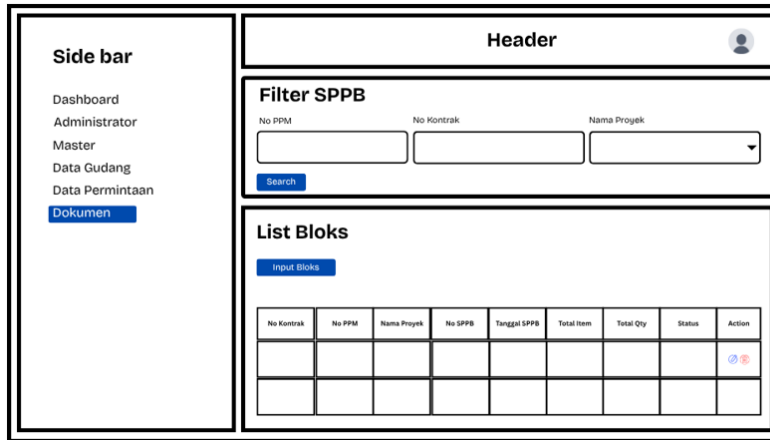 Side bar
Dashboard
Administrator
Master
Data Gudang
Data Permintaan
Dokumen
Header
Filter SPPB
No PPM
No Kontrak
Nama Proyek
Search
List Bloks
Input Bloks
No Kontrak No PPM Nama Proyek No SPPB Tanggal SPPB Total Item Total Qty Status Action